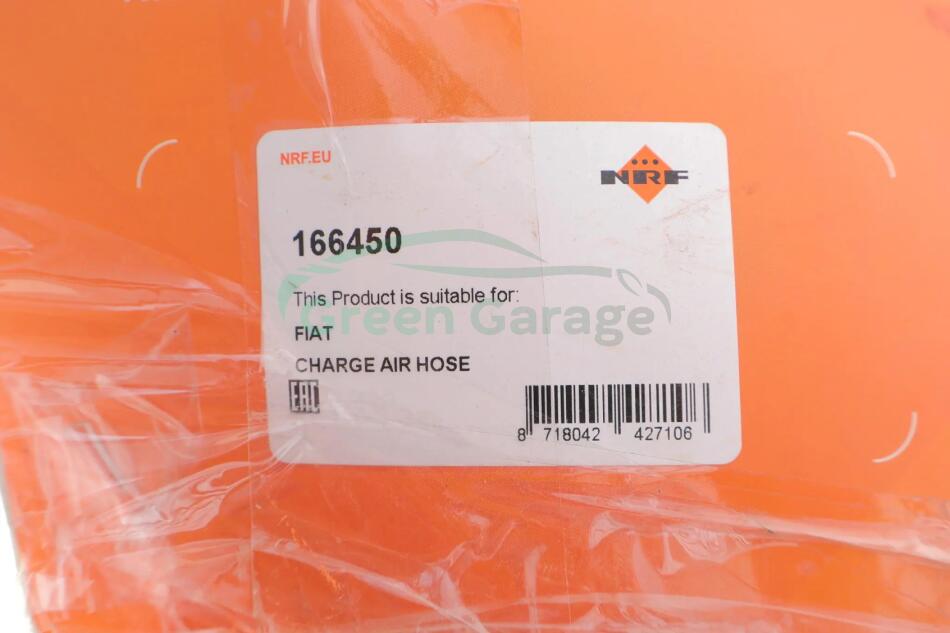 NRF.EU
NRF
166450
This Product is suitable for:
Green Garage
FIAT
CHARGE AIR HOSE
EAC
8 718042 427106